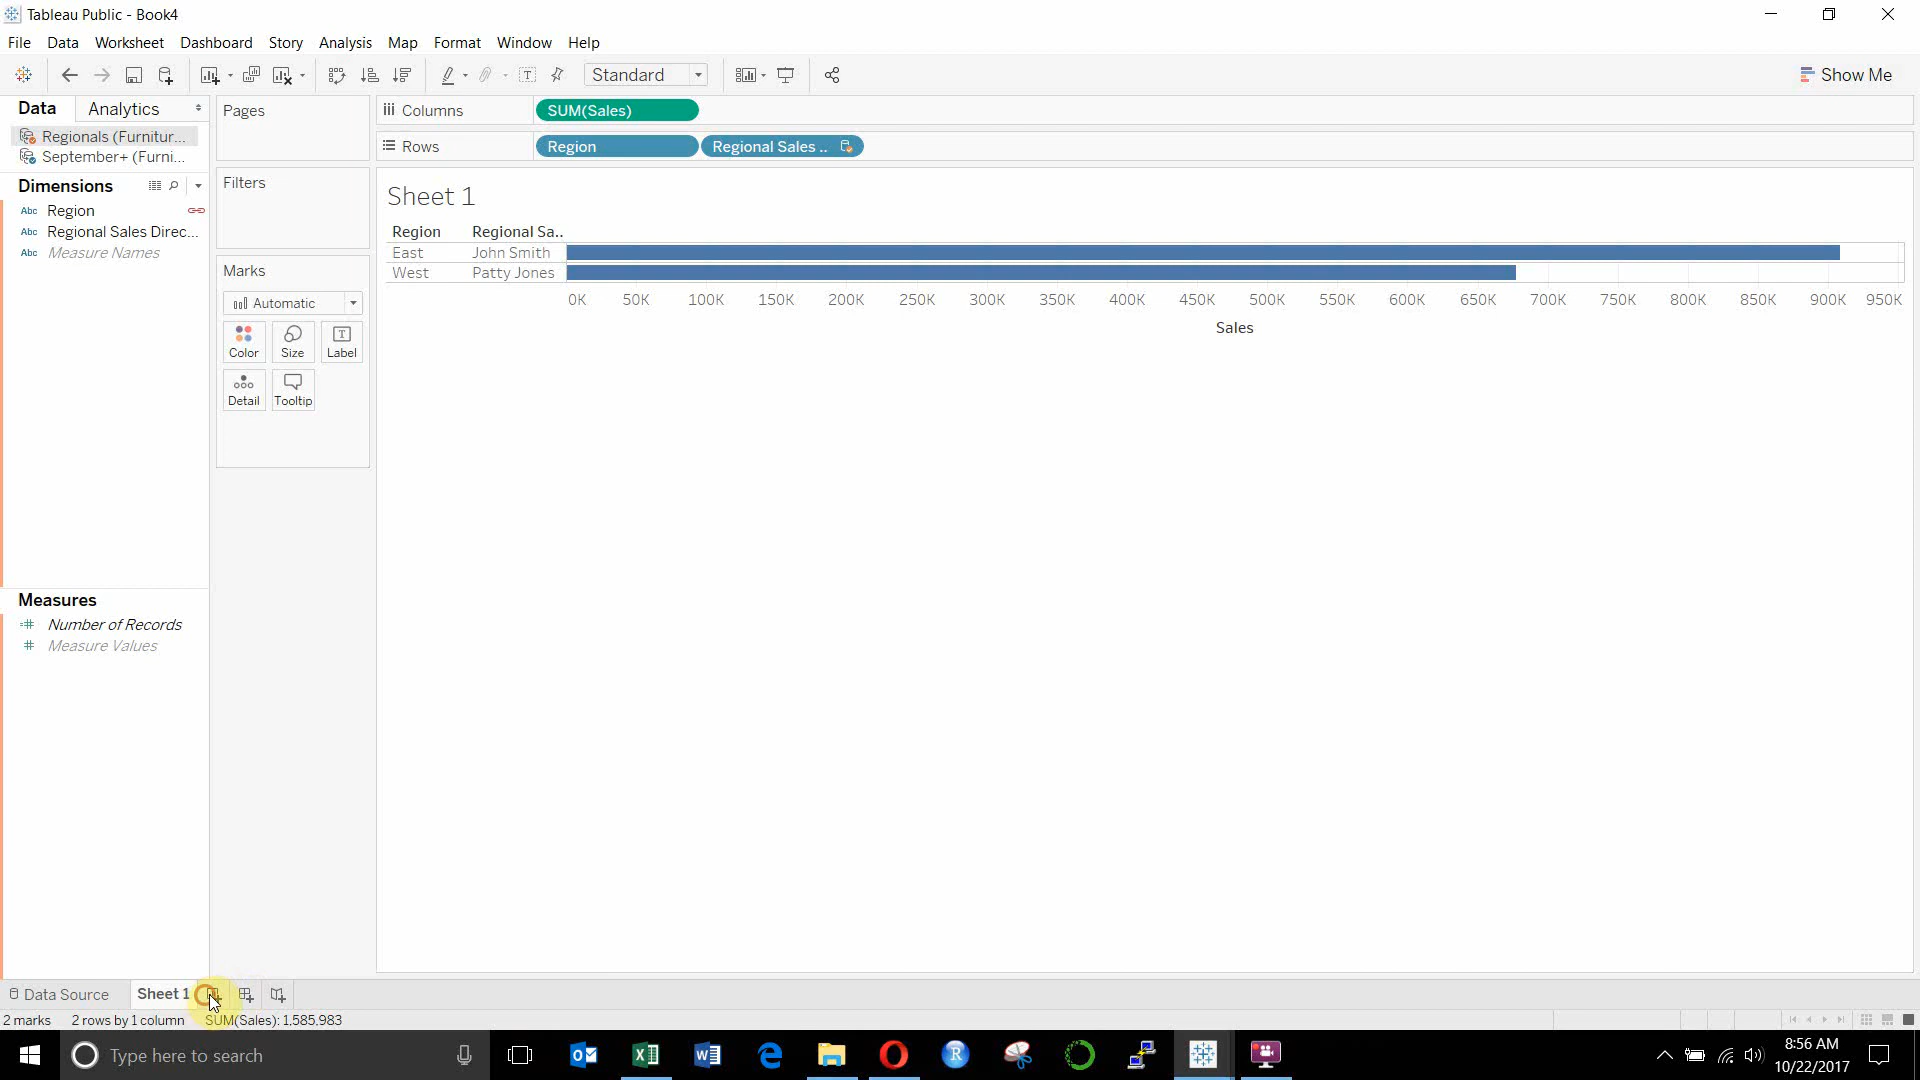 Tableau Public - Book4
File Data Worksheet Dashboard Story Analysis Map Format Window Help
Standard
Show Me
Data Analytics
Regionals (Furnitur...
September+ (Furni...
Dimensions
Abc Region
Abc Regional Sales Direc...
Abc Measure Names
Measures
Number of Records
Measure Values
Pages
Filters
Marks
Automatic
Color Size Label
Detail Tooltip
Columns SUM(Sales)
Rows Region Regional Sales ..
Sheet 1
Region Regional Sa..
East John Smith
West Patty Jones
0K 50K 100K 150K 200K 250K 300K 350K 400K 450K 500K 550K 600K 650K 700K 750K 800K 850K 900K 950K
Sales
Data Source Sheet 1
2 marks 2 rows by 1 column SUM(Sales): 1,585,983
Type here to search
8:56 AM
10/22/2017